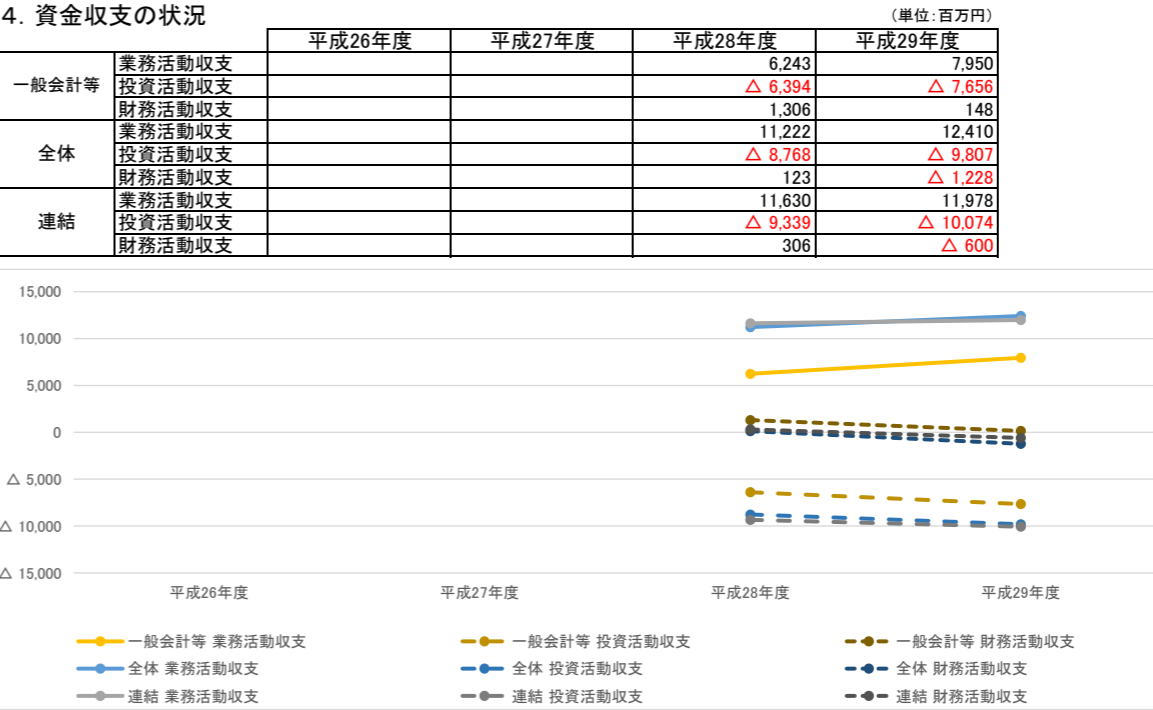 4．資金収支の状況
（単位：百万円）
平成26年度 平成27年度 平成28年度 平成29年度
一般会計等 業務活動収支 6,243 7,950
投資活動収支 △ 6,394 △ 7,656
財務活動収支 1,306 148
全体 業務活動収支 11,222 12,410
投資活動収支 △ 8,768 △ 9,807
財務活動収支 123 △ 1,228
連結 業務活動収支 11,630 11,978
投資活動収支 △ 9,339 △ 10,074
財務活動収支 306 △ 600
15,000
10,000
5,000
0
△ 5,000
△ 10,000
△ 15,000
平成26年度 平成27年度 平成28年度 平成29年度
一般会計等 業務活動収支 一般会計等 投資活動収支 一般会計等 財務活動収支
全体 業務活動収支 全体 投資活動収支 全体 財務活動収支
連結 業務活動収支 連結 投資活動収支 連結 財務活動収支